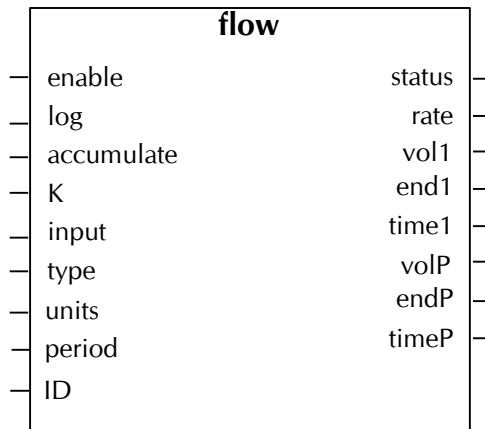 flow
enable
log
accumulate
K
input
type
units
period
ID
status
rate
vol1
end1
time1
volP
endP
timeP